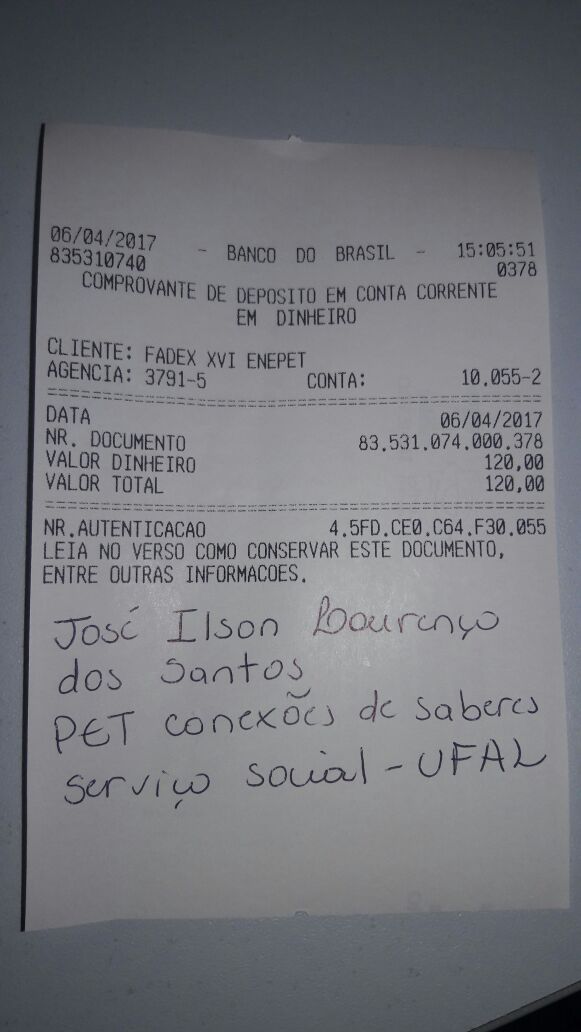 06/04/2017 - BANCO DO BRASIL - 15:05:51
835310740 0378
COMPROVANTE DE DEPOSITO EM CONTA CORRENTE
EM DINHEIRO
CLIENTE: FADEX XVI ENEPET
AGENCIA: 3791-5 CONTA: 10.055-2
DATA 06/04/2017
NR. DOCUMENTO 83.531.074.000.378
VALOR DINHEIRO 120,00
VALOR TOTAL 120,00
NR.AUTENTICACAO 4.5FD.CE0.C64.F30.055
LEIA NO VERSO COMO CONSERVAR ESTE DOCUMENTO,
ENTRE OUTRAS INFORMACOES.
José Ilson Lourenço
dos Santos
PET conexões de saberes
serviço social - UFAL